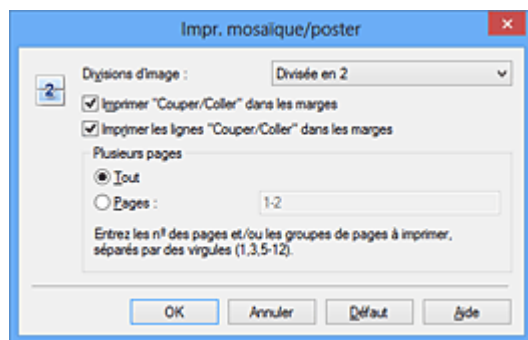 Impr. mosaïque/poster
Divisions d'image :
Divisée en 2
2
Imprimer "Couper/Coller" dans les marges
Imprimer les lignes "Couper/Coller" dans les marges
Plusieurs pages
Tout
Pages :
1-2
Entrez les nº des pages et/ou les groupes de pages à imprimer,
séparés par des virgules (1,3,5-12).
OK
Annuler
Défaut
Aide